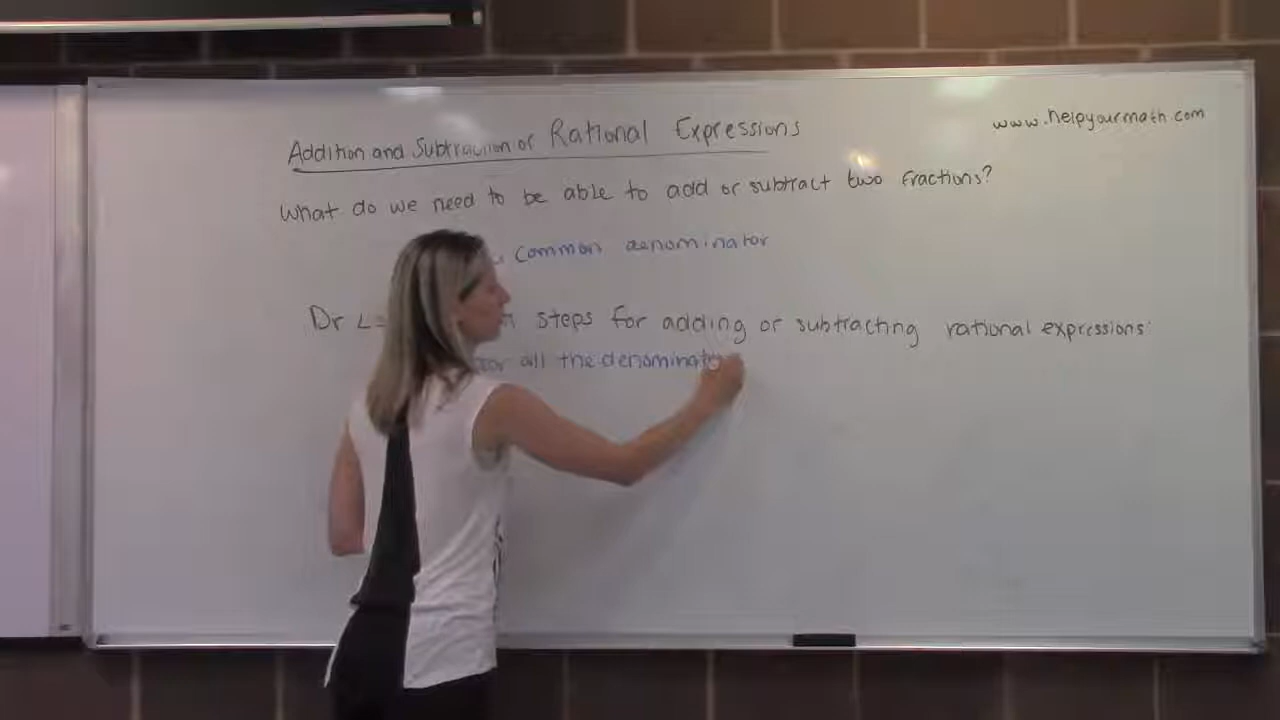 www.helpyourmath.com
Addition and Subtraction of Rational Expressions
What do we need to be able to add or subtract two fractions?
common denominator
Dr steps for adding or subtracting rational expressions:
all the denominato